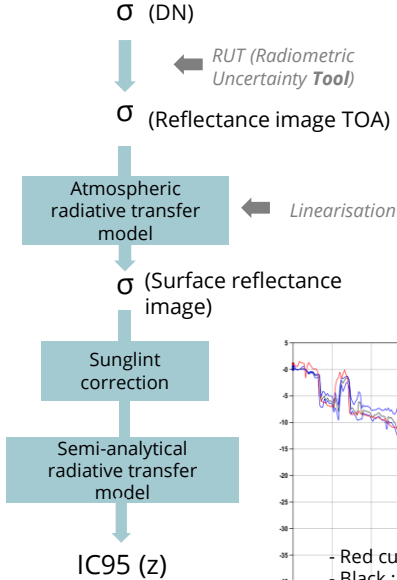 σ (DN)
RUT (Radiometric
Uncertainty Tool)
σ (Reflectance image TOA)
Atmospheric
radiative transfer
model
Linearisation
σ (Surface reflectance
image)
Sunglint
correction
Semi-analytical
radiative transfer
model
IC95 (z)
5
-0
-5
-10
-15
-20
-25
-30
-35
- Red cu
- Black :